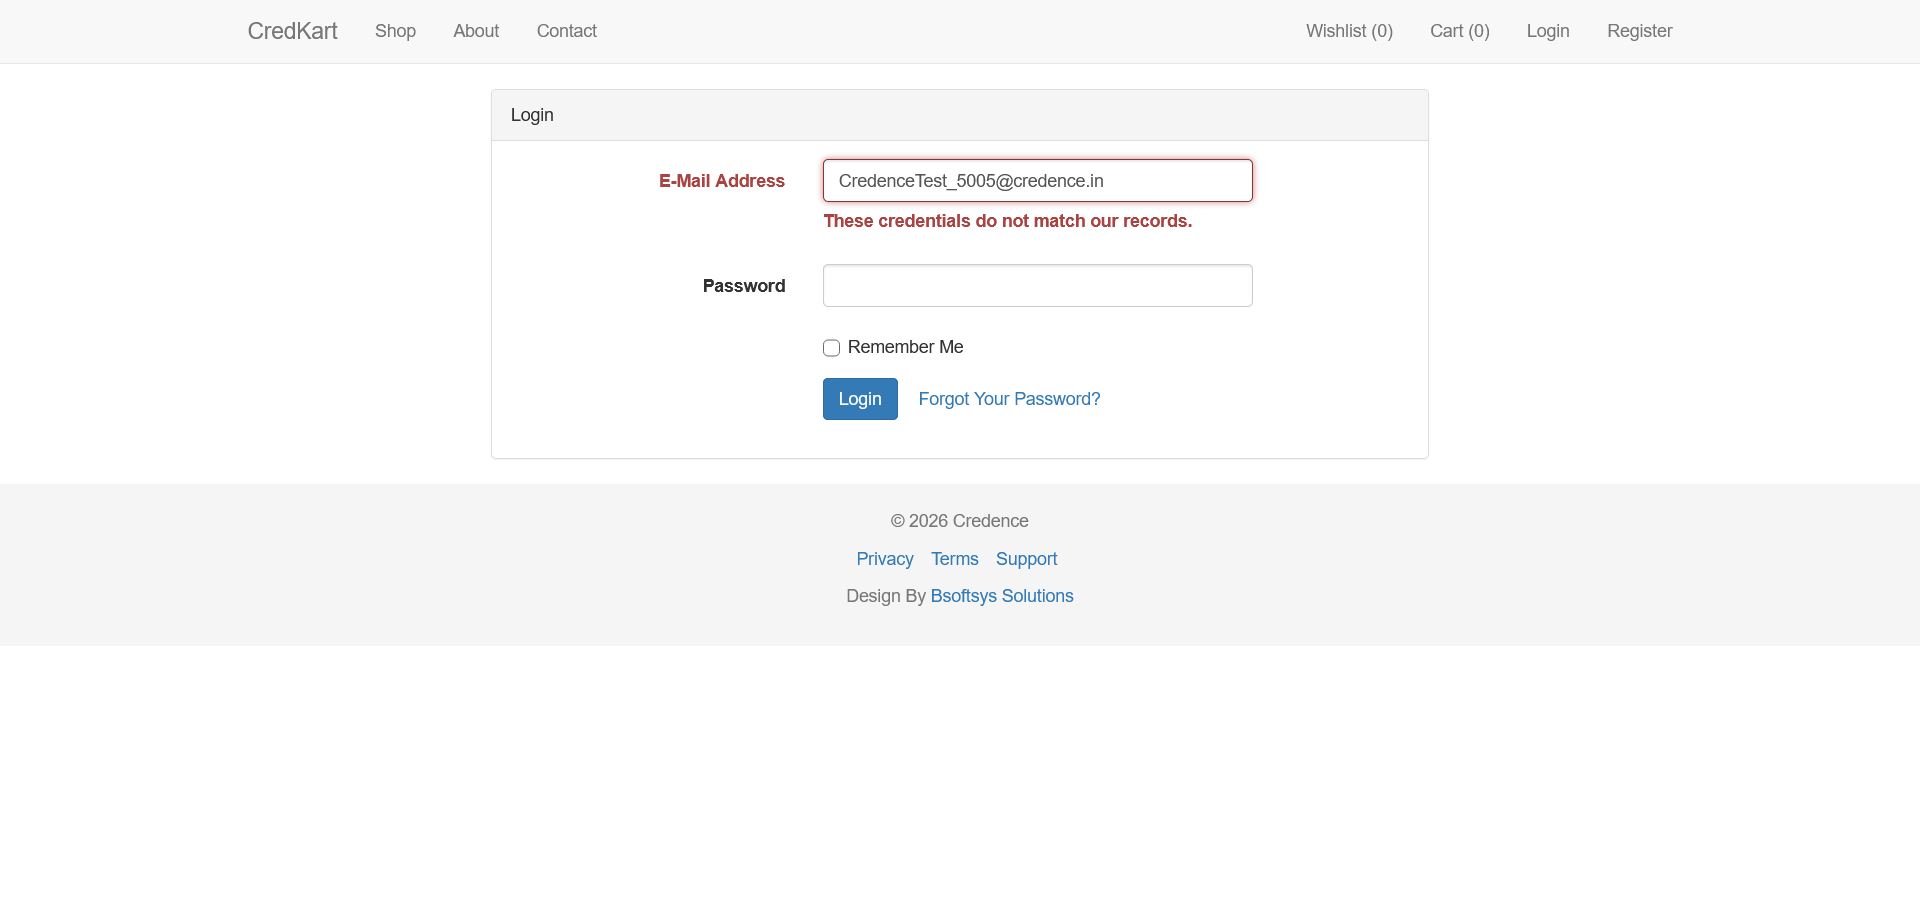 CredKart Shop About Contact Wishlist (0) Cart (0) Login Register
Login
E-Mail Address CredenceTest_5005@credence.in
These credentials do not match our records.
Password
Remember Me
Login Forgot Your Password?
© 2026 Credence
Privacy Terms Support
Design By Bsoftsys Solutions